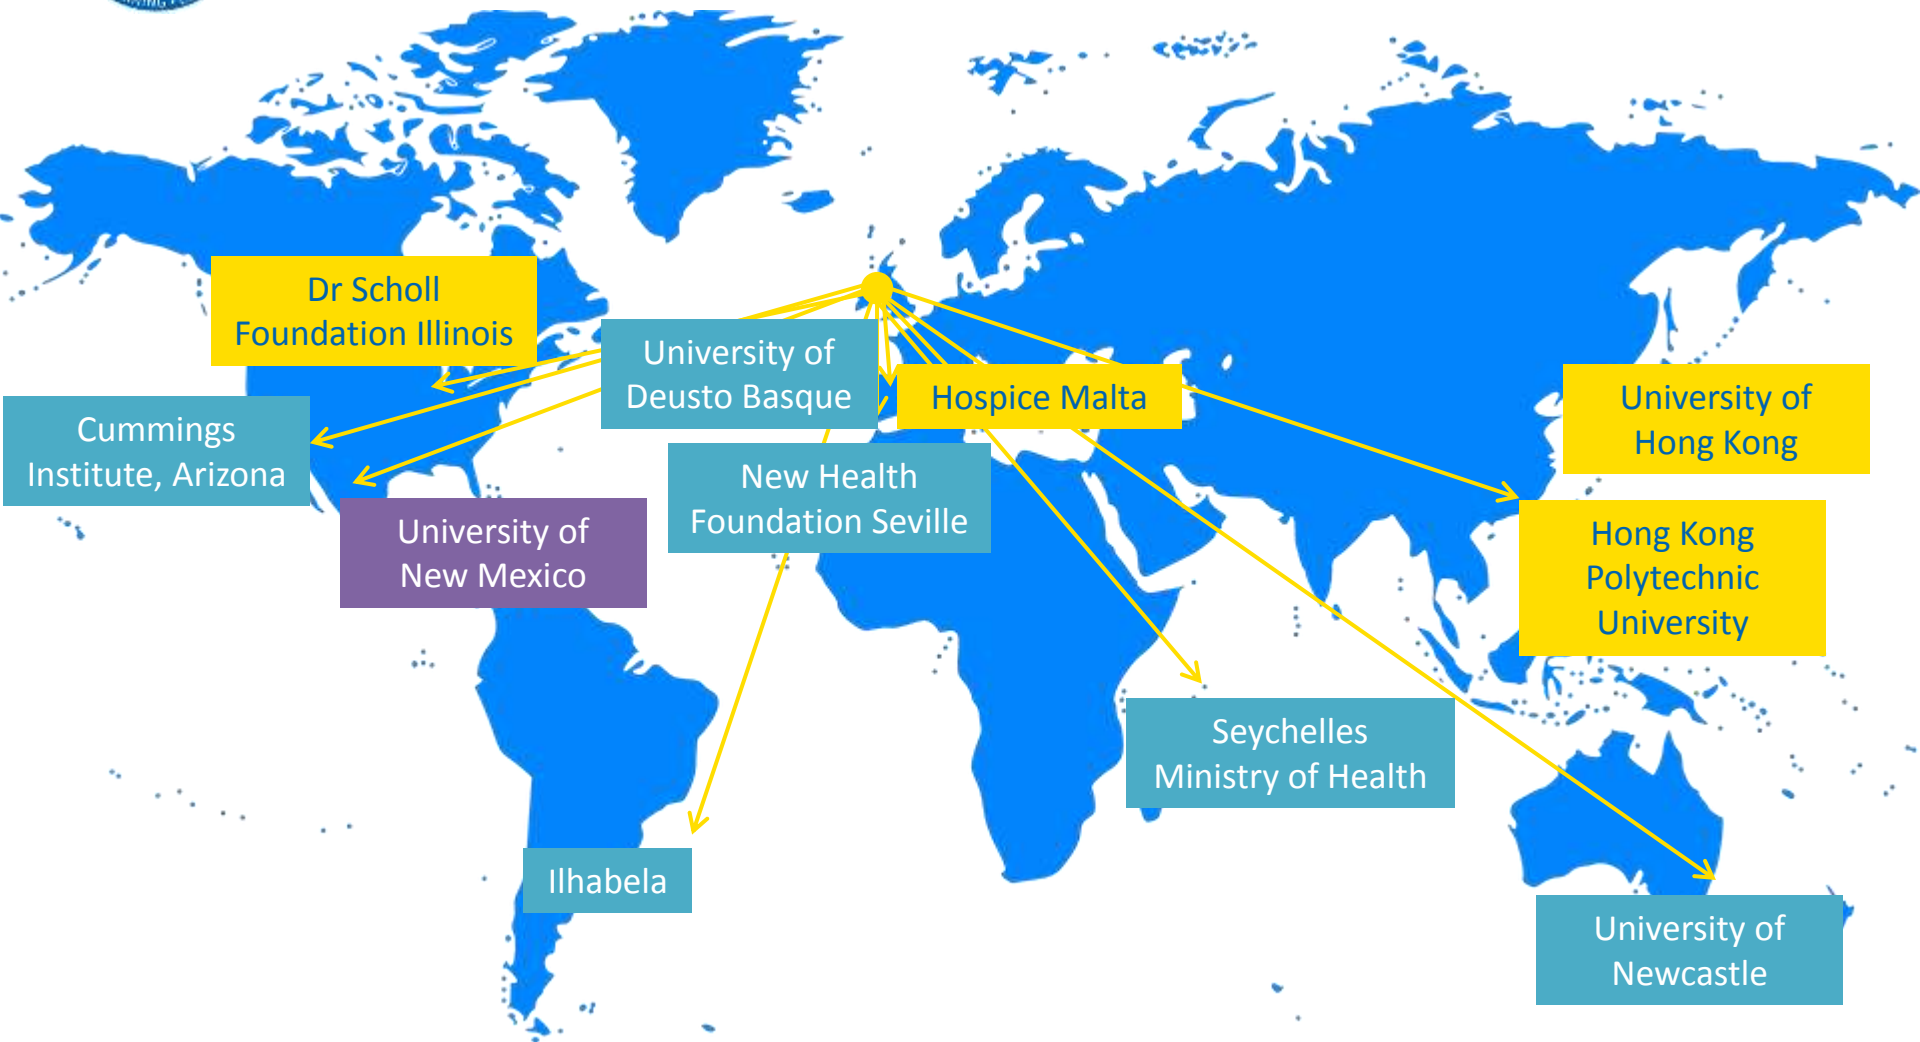 Dr Scholl
Foundation Illinois
University of
Deusto Basque
Hospice Malta
University of
Hong Kong
Cummings
Institute, Arizona
New Health
Foundation Seville
University of
New Mexico
Hong Kong
Polytechnic
University
Seychelles
Ministry of Health
Ilhabela
University of
Newcastle